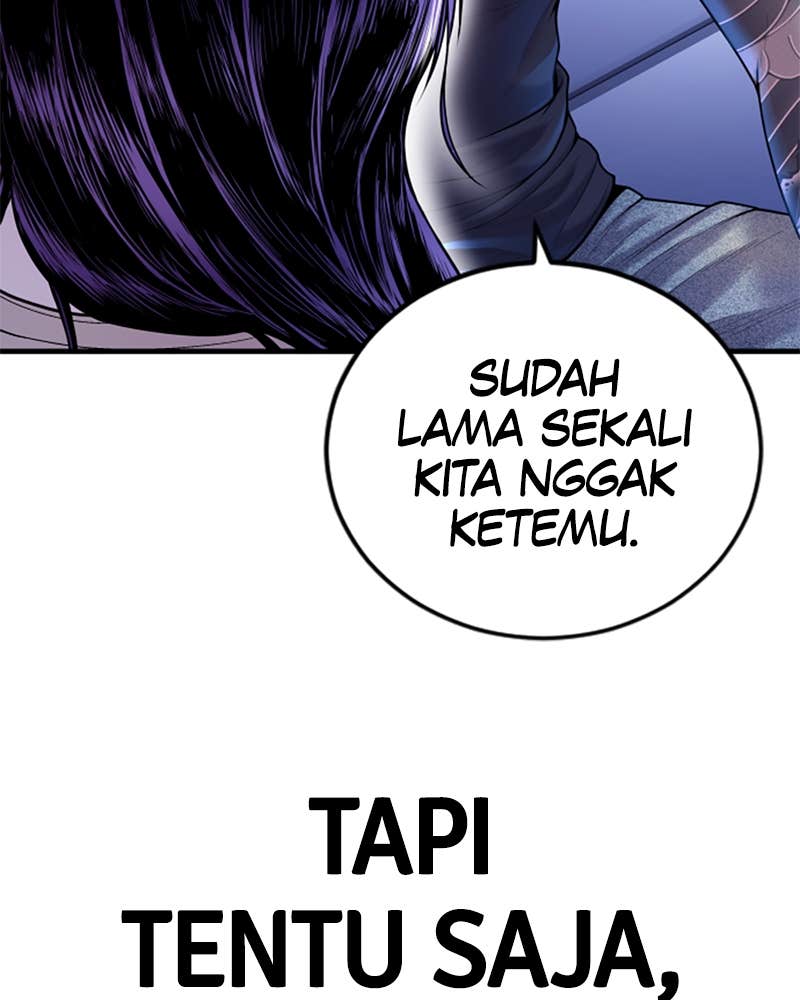 SUDAH
LAMA SEKALI
KITA NGGAK
KETEMU.
TAPI
TENTU SAJA,